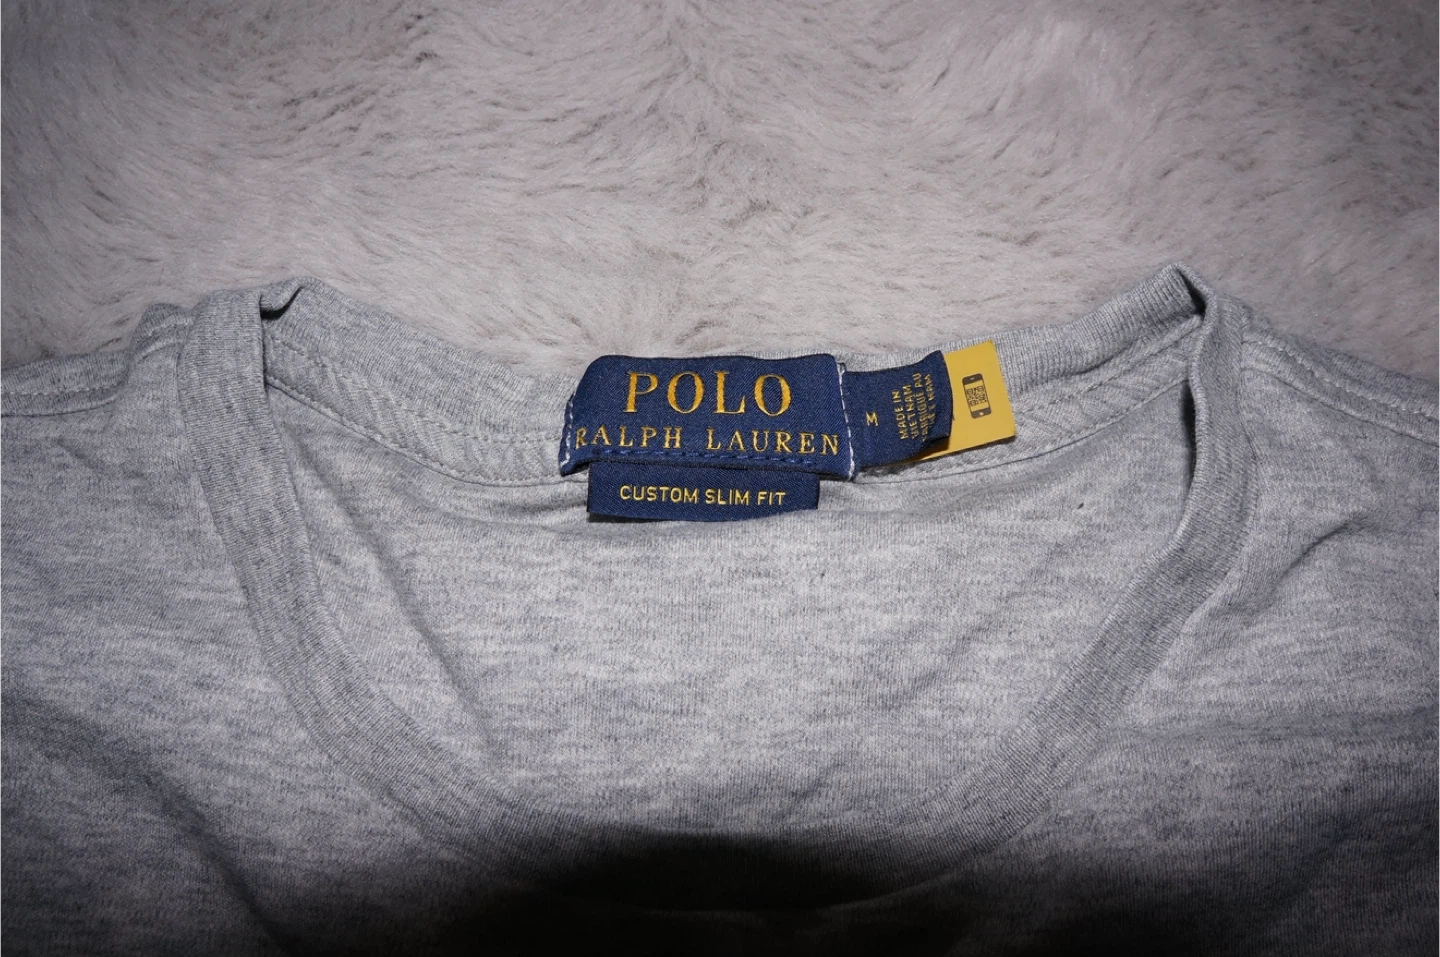 POLO
RALPH LAUREN
CUSTOM SLIM FIT
M
MADE IN
VIETNAM